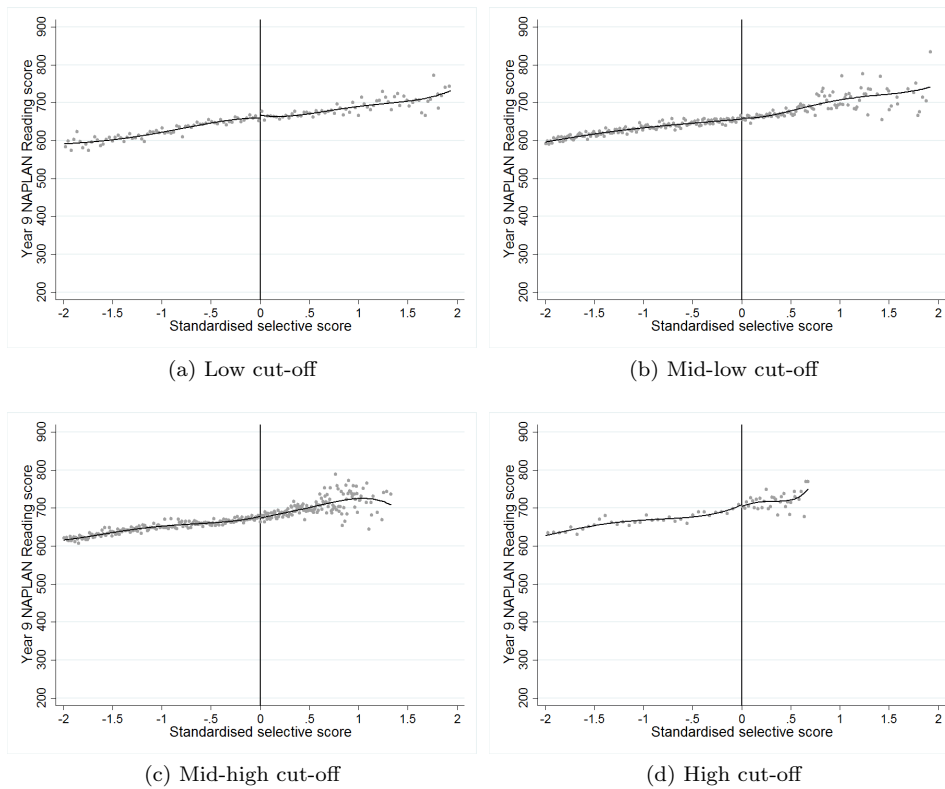 Year 9 NAPLAN Reading score
900
800
700
600
500
400
300
200
-2 -1.5 -1 -.5 0 .5 1 1.5 2
Standardised selective score
(a) Low cut-off
Year 9 NAPLAN Reading score
900
800
700
600
500
400
300
200
-2 -1.5 -1 -.5 0 .5 1 1.5 2
Standardised selective score
(b) Mid-low cut-off
Year 9 NAPLAN Reading score
900
800
700
600
500
400
300
200
-2 -1.5 -1 -.5 0 .5 1 1.5 2
Standardised selective score
(c) Mid-high cut-off
Year 9 NAPLAN Reading score
900
800
700
600
500
400
300
200
-2 -1.5 -1 -.5 0 .5 1 1.5 2
Standardised selective score
(d) High cut-off